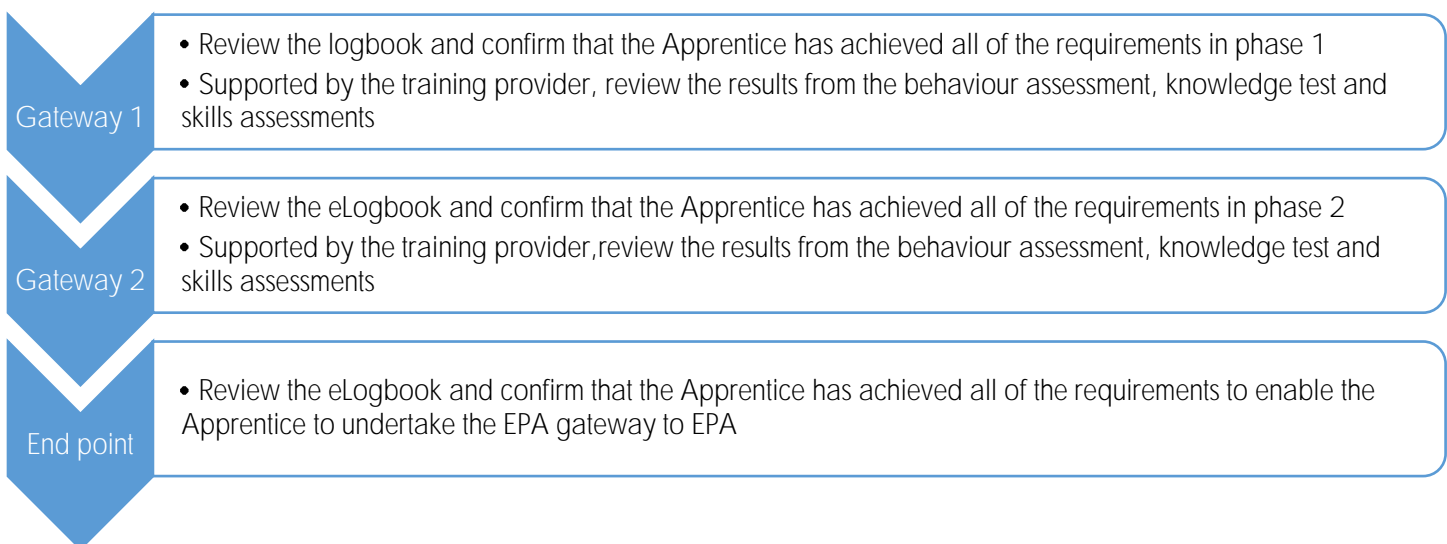 Gateway 1
• Review the logbook and confirm that the Apprentice has achieved all of the requirements in phase 1
• Supported by the training provider, review the results from the behaviour assessment, knowledge test and
skills assessments
Gateway 2
• Review the eLogbook and confirm that the Apprentice has achieved all of the requirements in phase 2
• Supported by the training provider,review the results from the behaviour assessment, knowledge test and
skills assessments
End point
• Review the eLogbook and confirm that the Apprentice has achieved all of the requirements to enable the
Apprentice to undertake the EPA gateway to EPA